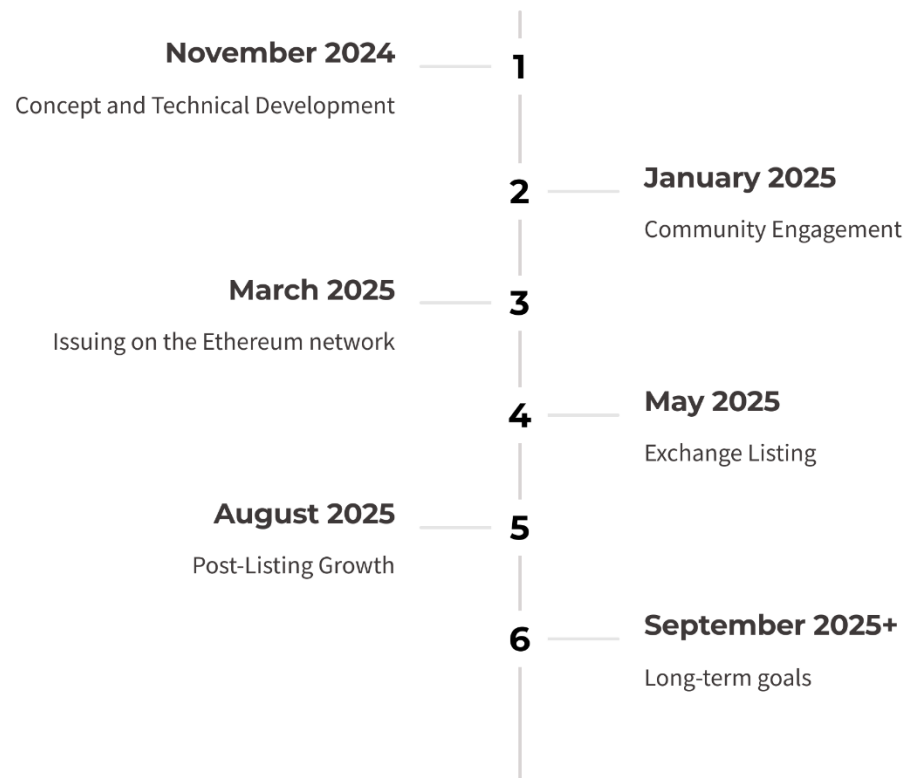 November 2024
1
Concept and Technical Development
January 2025
2
Community Engagement
March 2025
3
Issuing on the Ethereum network
May 2025
4
Exchange Listing
August 2025
5
Post-Listing Growth
September 2025+
6
Long-term goals